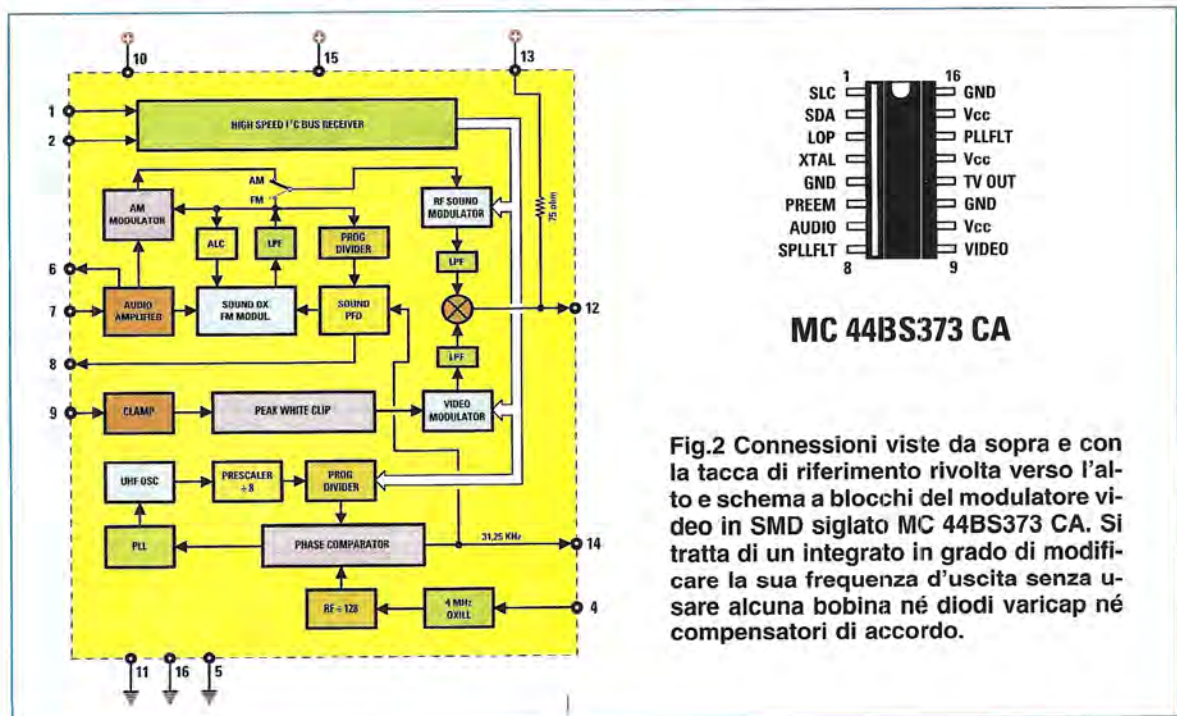 10
15
13
1
2
HIGH SPEED I²C BUS RECEIVER
AM
FM
AM
MODULATOR
ALC
LPF
PROG
DIVIDER
RF SOUND
MODULATOR
75 ohm
LPF
6
7
AUDIO
AMPLIFIER
SOUND OX
FM MODUL.
SOUND
PFD
12
8
LPF
9
CLAMP
PEAK WHITE CLIP
VIDEO
MODULATOR
UHF OSC
PRESCALER
÷ 8
PROG
DIVIDER
PLL
PHASE COMPARATOR
31,25 KHz
14
RF ÷ 128
4 MHz
OXILL
4
11
16
5
1
16
SLC
GND
SDA
Vcc
LOP
PLLFLT
XTAL
Vcc
GND
TV OUT
PREEM
GND
AUDIO
Vcc
SPLLFLT
VIDEO
8
9
MC 44BS373 CA
Fig.2 Connessioni viste da sopra e con
la tacca di riferimento rivolta verso l'al-
to e schema a blocchi del modulatore vi-
deo in SMD siglato MC 44BS373 CA. Si
tratta di un integrato in grado di modifi-
care la sua frequenza d'uscita senza u-
sare alcuna bobina né diodi varicap né
compensatori di accordo.